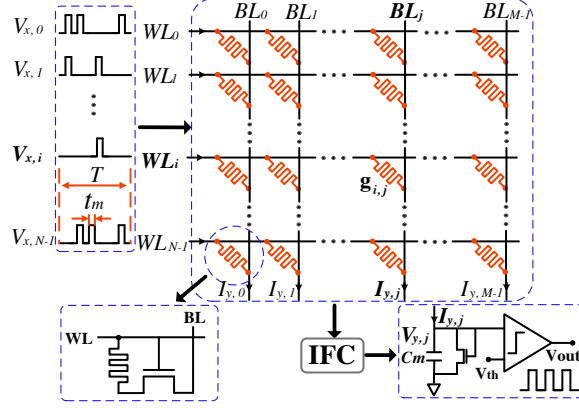 BL0 BL1 BLj BLM-1
Vx,0 WL0
Vx,1 WL1
Vx,i WLi
gi,j
T
tm
Vx,N-1 WLN-1
Iy,0 Iy,1 Iy,j Iy,M-1
BL
WL
IFC
Iy,j
Vy,j
Cm
Vth
Vout